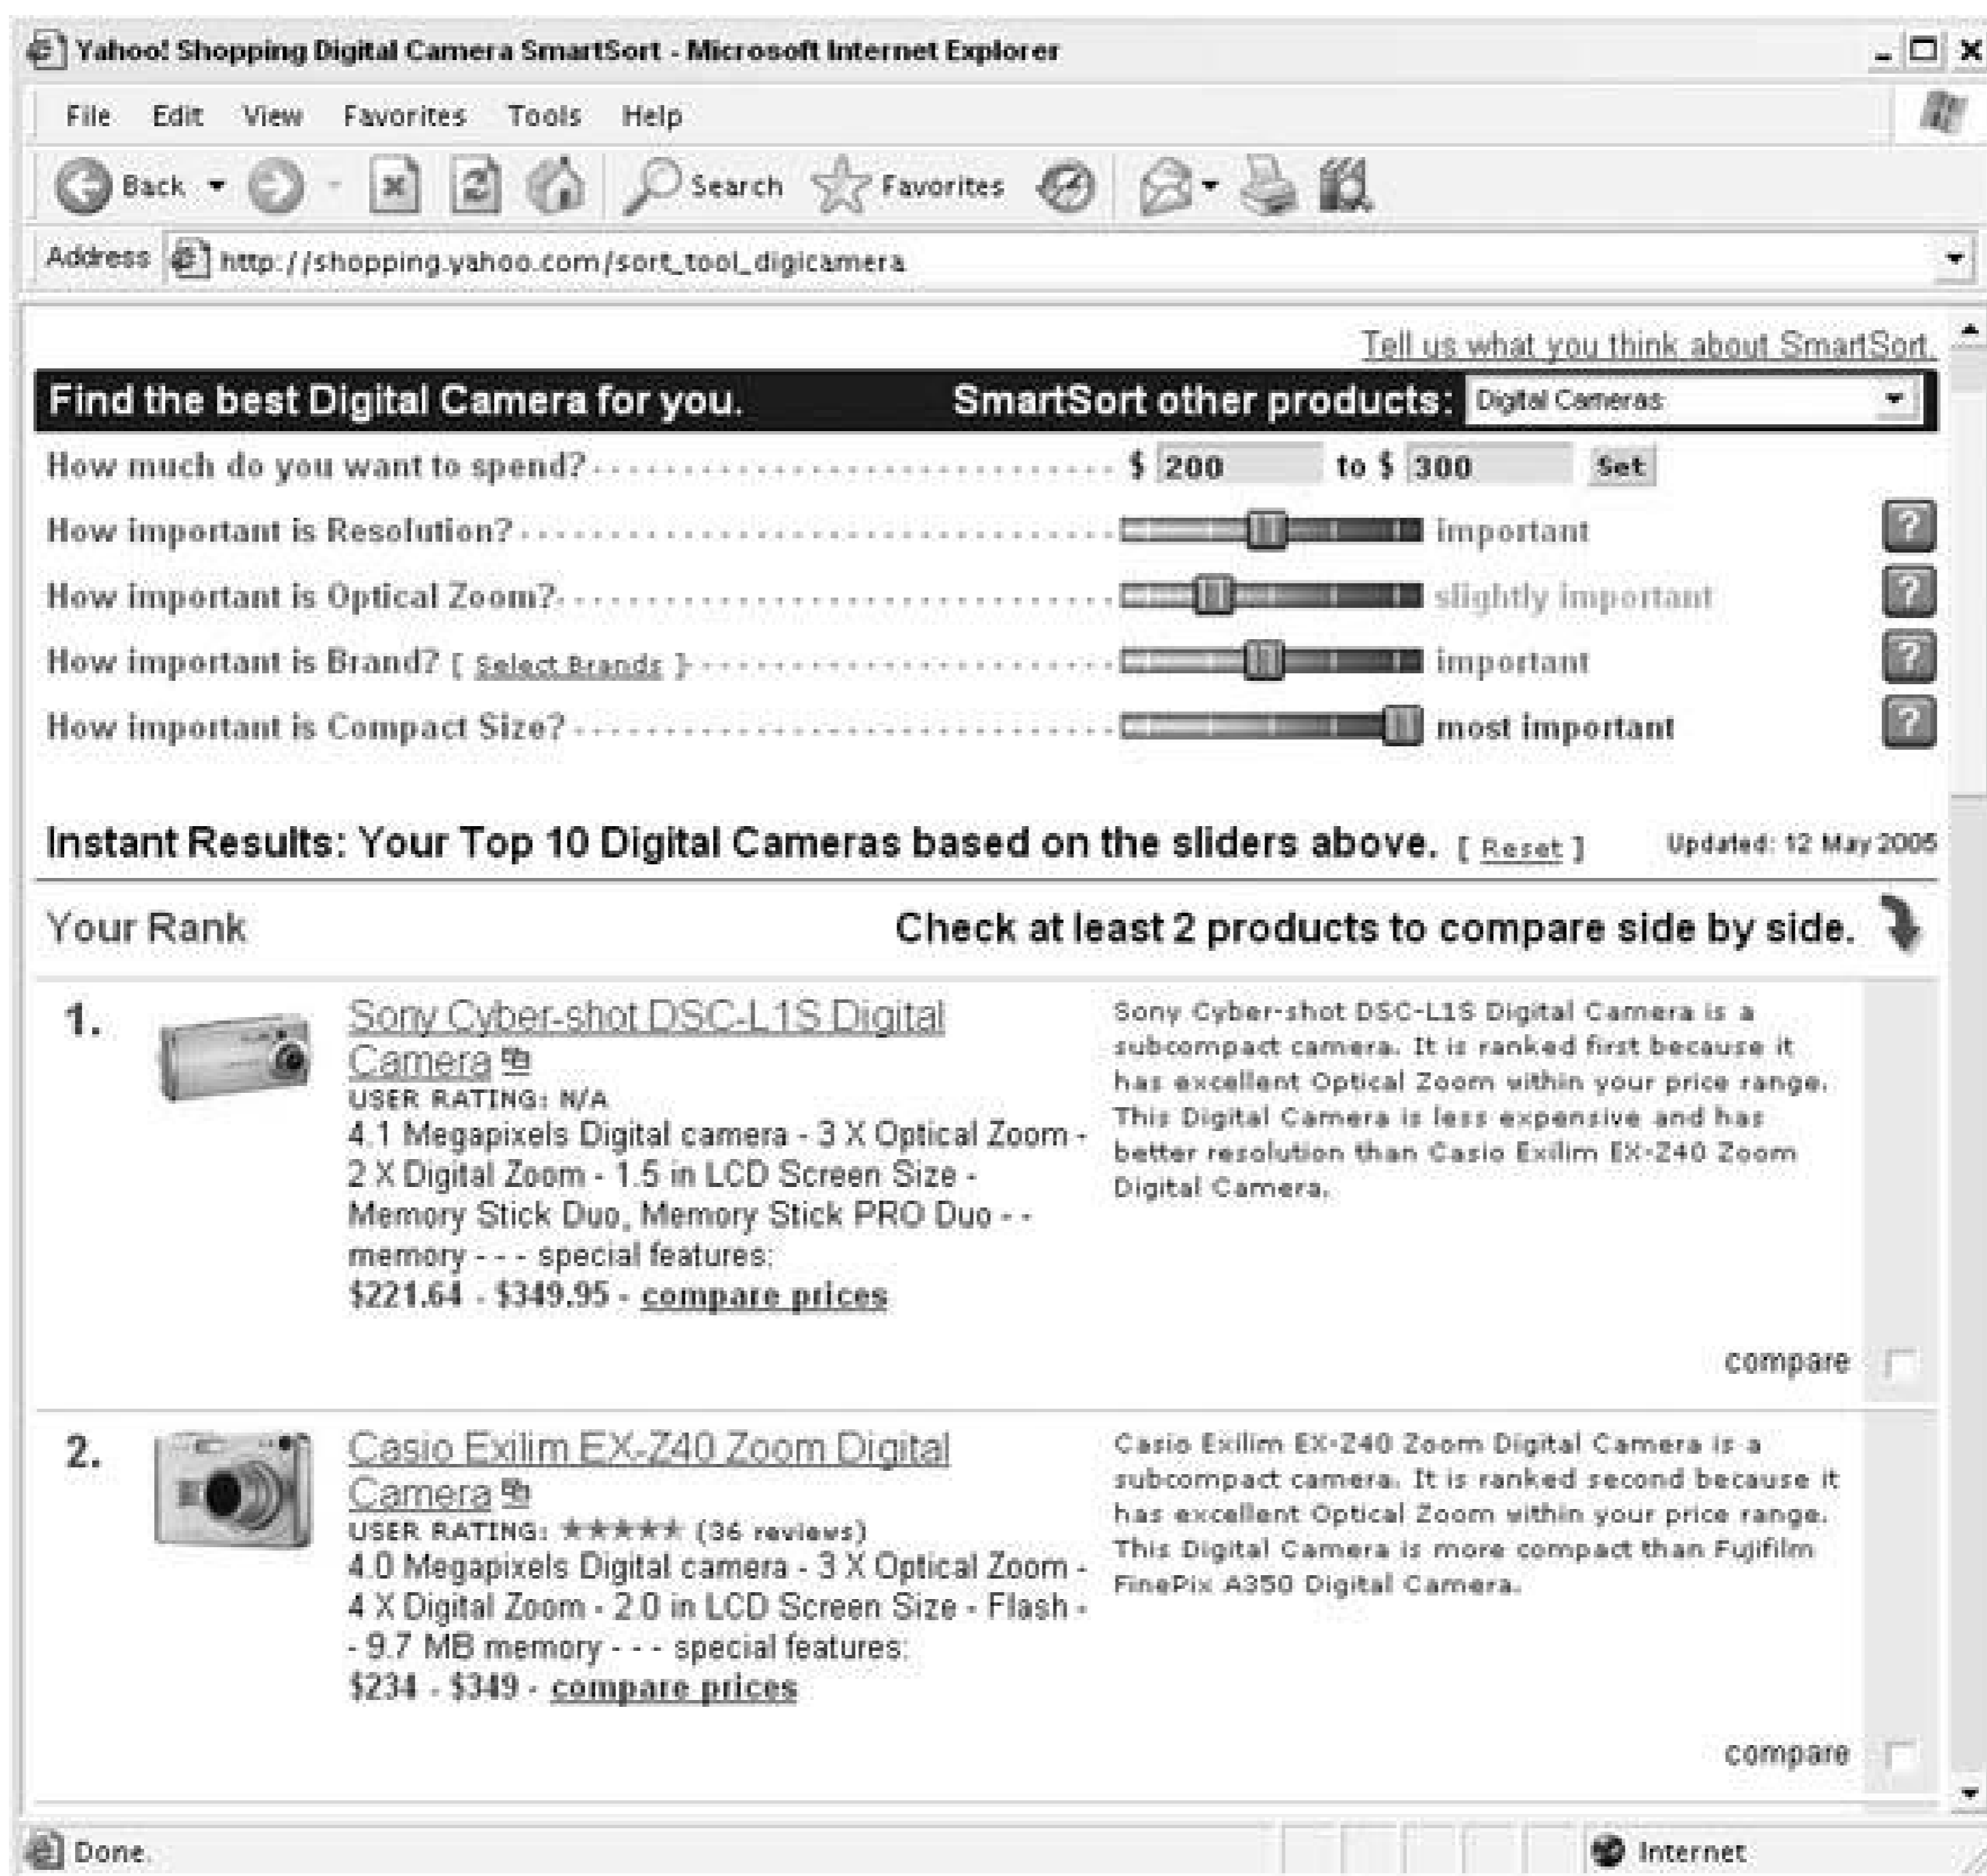 Yahoo! Shopping Digital Camera SmartSort - Microsoft Internet Explorer
File Edit View Favorites Tools Help
Back Search Favorites
Address http://shopping.yahoo.com/sort_tool_digicamera
Tell us what you think about SmartSort.
Find the best Digital Camera for you. SmartSort other products: Digital Cameras
How much do you want to spend? $ 200 to $ 300 Set
How important is Resolution? important ?
How important is Optical Zoom? slightly important ?
How important is Brand? [ Select Brands ] important ?
How important is Compact Size? most important ?
Instant Results: Your Top 10 Digital Cameras based on the sliders above. [ Reset ] Updated: 12 May 2005
Your Rank Check at least 2 products to compare side by side.
1. Sony Cyber-shot DSC-L1S Digital
Camera
USER RATING: N/A
4.1 Megapixels Digital camera - 3 X Optical Zoom -
2 X Digital Zoom - 1.5 in LCD Screen Size -
Memory Stick Duo, Memory Stick PRO Duo - -
memory - - - special features:
$221.64 - $349.95 - compare prices
Sony Cyber-shot DSC-L1S Digital Camera is a
subcompact camera. It is ranked first because it
has excellent Optical Zoom within your price range.
This Digital Camera is less expensive and has
better resolution than Casio Exilim EX-Z40 Zoom
Digital Camera.
compare
2. Casio Exilim EX-Z40 Zoom Digital
Camera
USER RATING: ★★★★★ (36 reviews)
4.0 Megapixels Digital camera - 3 X Optical Zoom -
4 X Digital Zoom - 2.0 in LCD Screen Size - Flash -
- 9.7 MB memory - - - special features:
$234 - $349 - compare prices
Casio Exilim EX-Z40 Zoom Digital Camera is a
subcompact camera. It is ranked second because it
has excellent Optical Zoom within your price range.
This Digital Camera is more compact than Fujifilm
FinePix A350 Digital Camera.
compare
Done. Internet